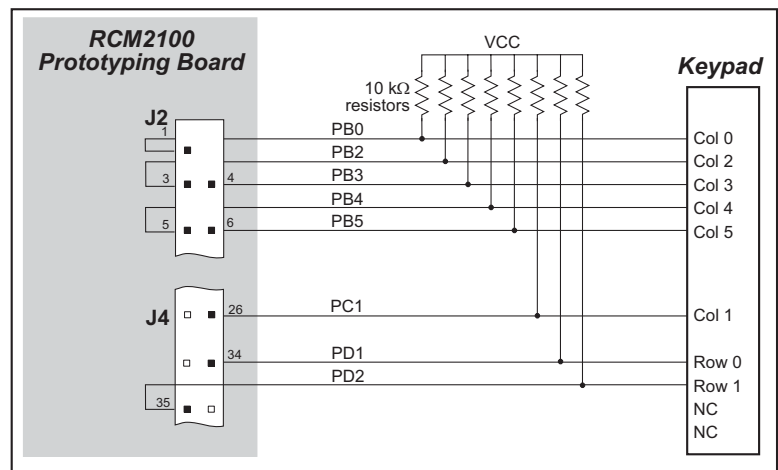 RCM2100
Prototyping Board
VCC
Keypad
10 kΩ
resistors
J2
1
PB0
Col 0
PB2
Col 2
3
4
PB3
Col 3
PB4
Col 4
5
6
PB5
Col 5
J4
26
PC1
Col 1
34
PD1
Row 0
PD2
Row 1
35
NC
NC